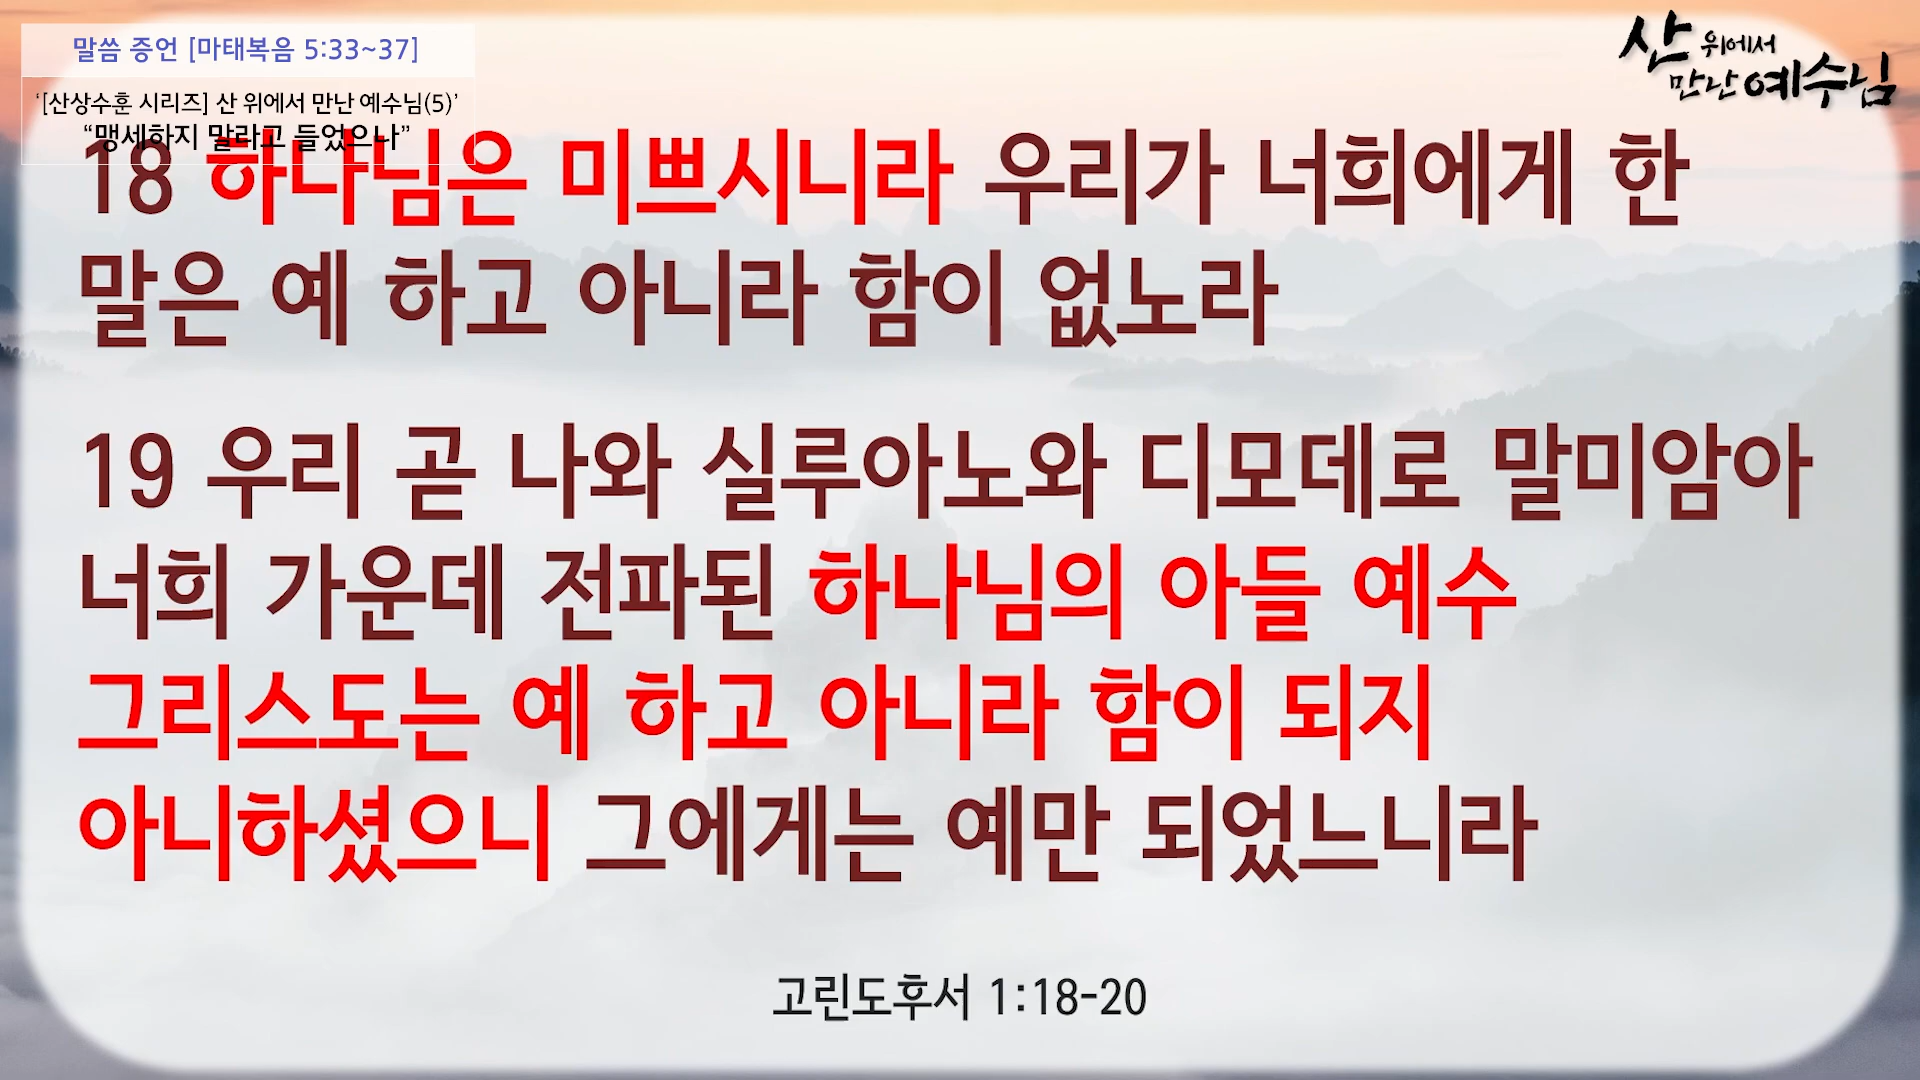 말씀 증언 [마태복음 5:33~37]
‘[산상수훈 시리즈] 산 위에서 만난 예수님(5)’
“맹세하지 말라고 들었으나”
산 위에서
만난 예수님
18 하나님은 미쁘시니라 우리가 너희에게 한
말은 예 하고 아니라 함이 없노라
19 우리 곧 나와 실루아노와 디모데로 말미암아
너희 가운데 전파된 하나님의 아들 예수
그리스도는 예 하고 아니라 함이 되지
아니하셨으니 그에게는 예만 되었느니라
고린도후서 1:18-20